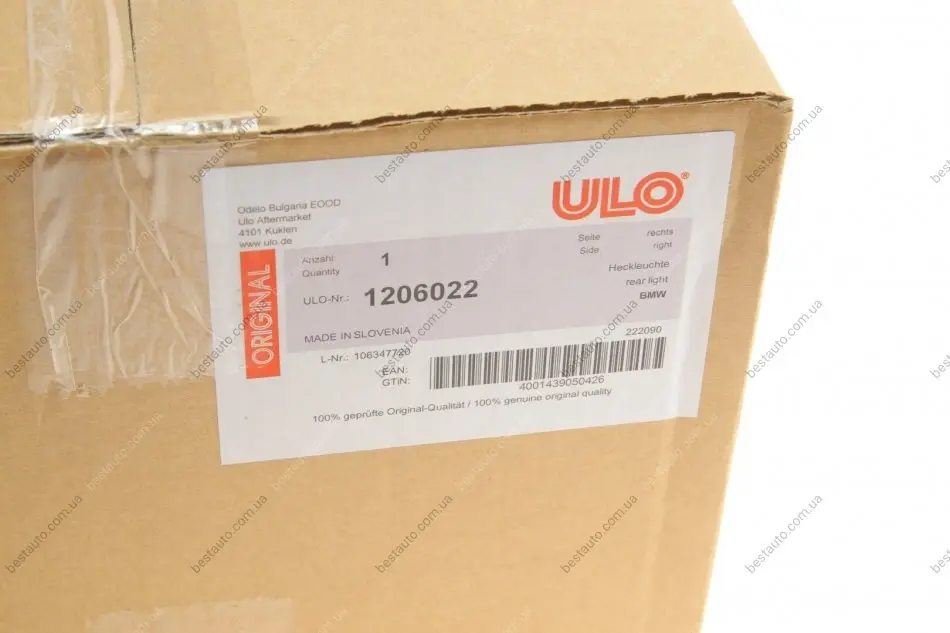 Odelo Bulgaria EOOD
Ulo Aftermarket
4101 Kuklen
www.ulo.de
ULO®
ORIGINAL
Anzahl
Quantity
1
Seite rechts
Side right
ULO-Nr.: 1206022
Heckleuchte
rear light
BMW
MADE IN SLOVENIA
222090
L-Nr.: 106347720
EAN:
GTIN:
4001439050426
100% geprüfte Original-Qualität / 100% genuine original quality
bestauto.com.ua